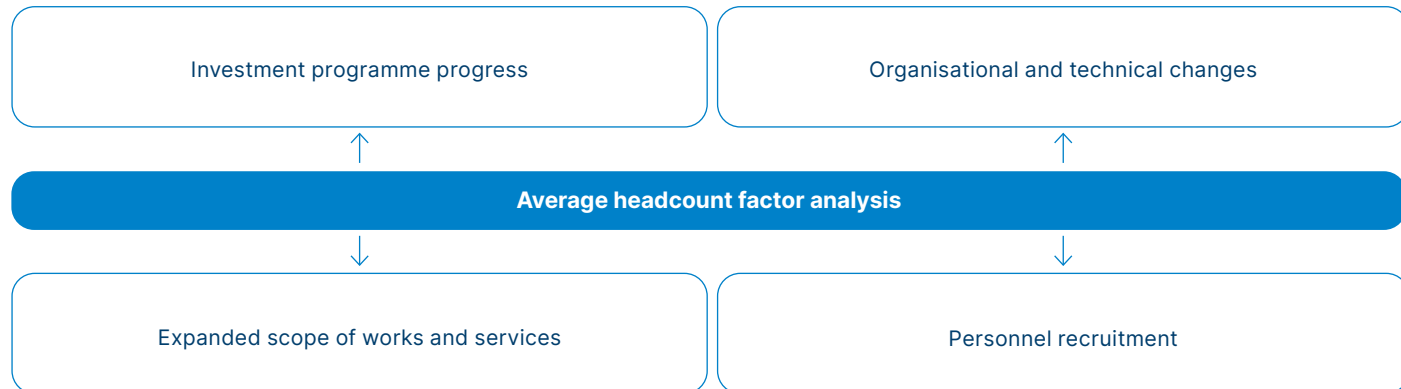 Investment programme progress
Organisational and technical changes
Average headcount factor analysis
Expanded scope of works and services
Personnel recruitment